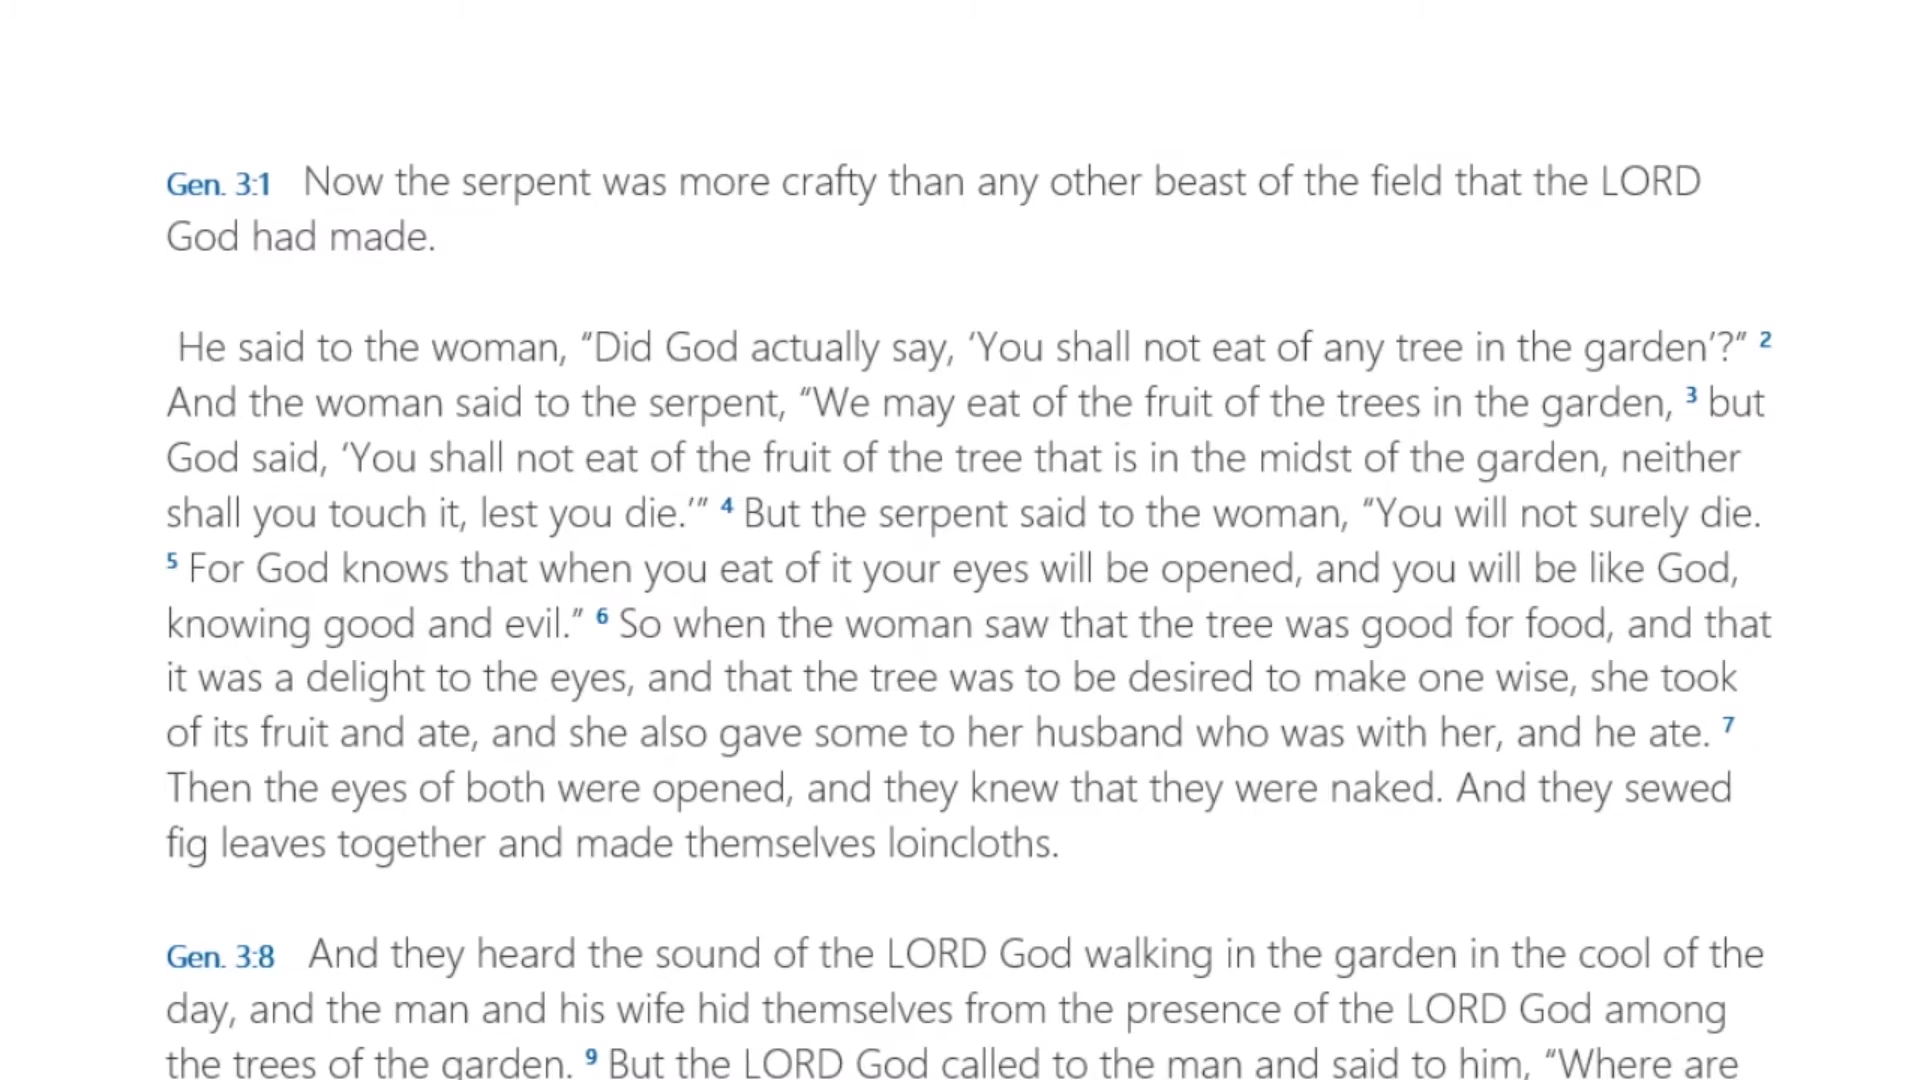 Gen. 3:1 Now the serpent was more crafty than any other beast of the field that the LORD
God had made.
He said to the woman, “Did God actually say, ‘You shall not eat of any tree in the garden’?” 2
And the woman said to the serpent, “We may eat of the fruit of the trees in the garden, 3 but
God said, ‘You shall not eat of the fruit of the tree that is in the midst of the garden, neither
shall you touch it, lest you die.’” 4 But the serpent said to the woman, “You will not surely die.
5 For God knows that when you eat of it your eyes will be opened, and you will be like God,
knowing good and evil.” 6 So when the woman saw that the tree was good for food, and that
it was a delight to the eyes, and that the tree was to be desired to make one wise, she took
of its fruit and ate, and she also gave some to her husband who was with her, and he ate. 7
Then the eyes of both were opened, and they knew that they were naked. And they sewed
fig leaves together and made themselves loincloths.
Gen. 3:8 And they heard the sound of the LORD God walking in the garden in the cool of the
day, and the man and his wife hid themselves from the presence of the LORD God among
the trees of the garden. 9 But the LORD God called to the man and said to him, “Where are